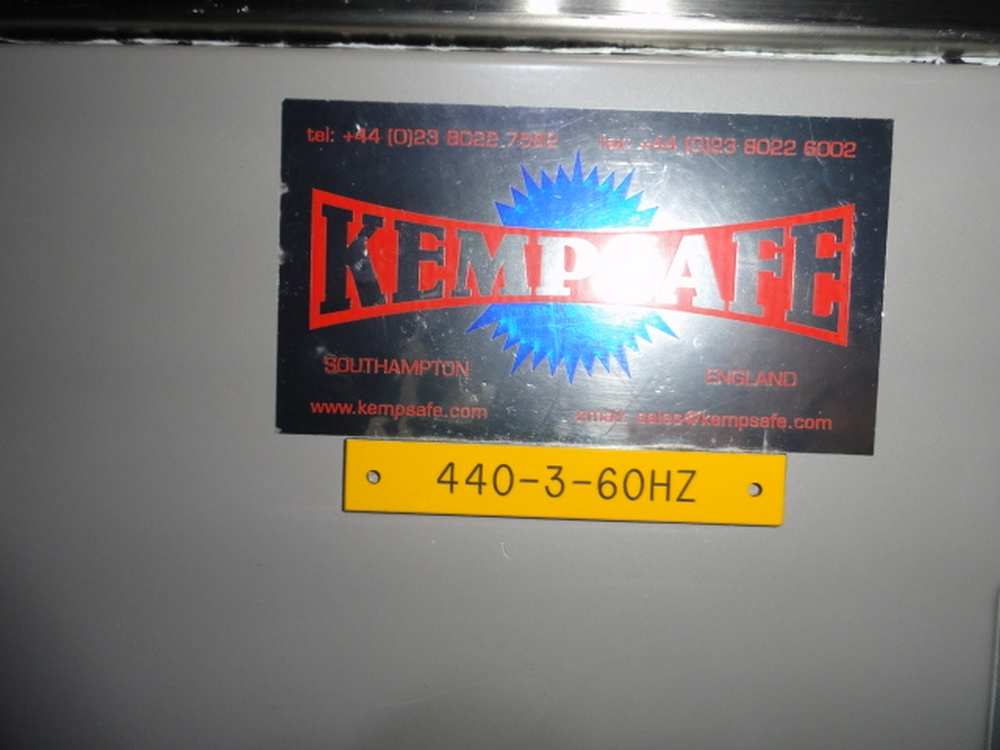 tel: +44 (0)23 8022 7592 fax: +44 (0)23 8022 6002
KEMPSAFE
SOUTHAMPTON ENGLAND
www.kempsafe.com email: sales@kempsafe.com
440-3-60HZ